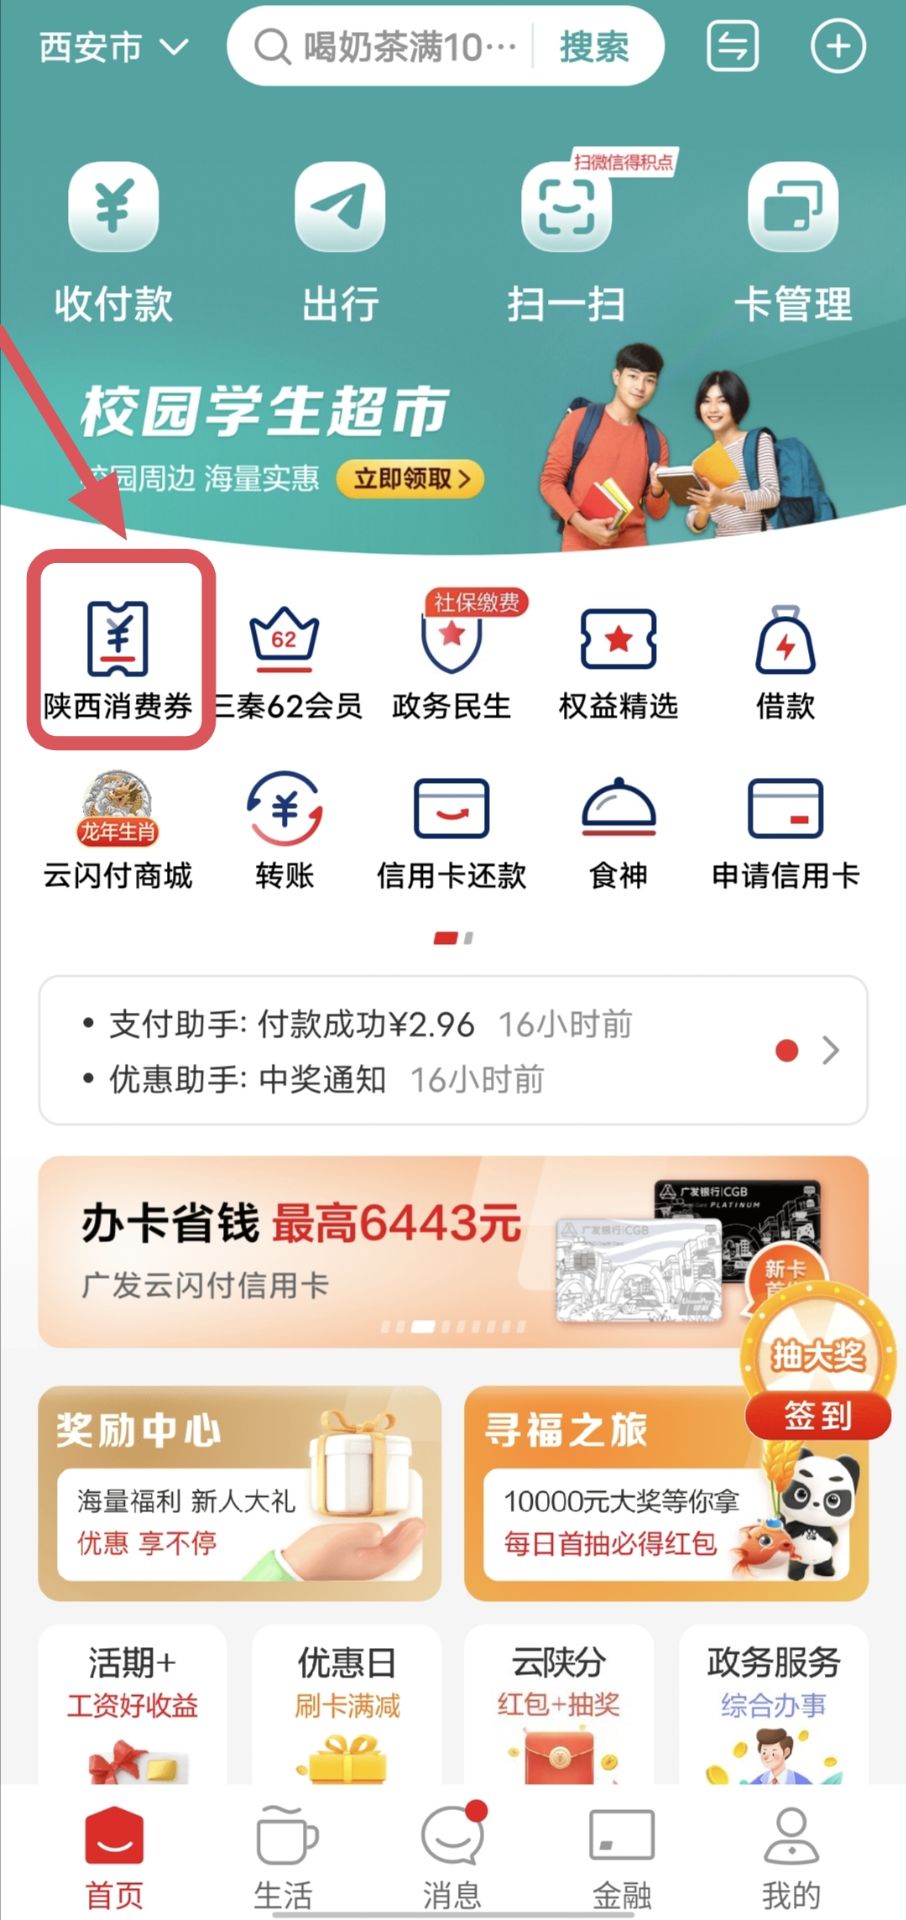 西安市
喝奶茶满10…
搜索
扫微信得积点
收付款
出行
扫一扫
卡管理
校园学生超市
校园周边 海量实惠
立即领取 >
62
社保缴费
陕西消费券
三秦62会员
政务民生
权益精选
借款
龙年生肖
云闪付商城
转账
信用卡还款
食神
申请信用卡
• 支付助手: 付款成功¥2.96 16小时前
• 优惠助手: 中奖通知 16小时前
办卡省钱 最高6443元
广发云闪付信用卡
广发银行|CGB
PLATINUM
广发银行|CGB
新卡
抽大奖
签到
奖励中心
海量福利 新人大礼
优惠 享不停
寻福之旅
10000元大奖等你拿
每日首抽必得红包
活期+
工资好收益
优惠日
刷卡满减
云陕分
红包+抽奖
政务服务
综合办事
首页
生活
消息
金融
我的